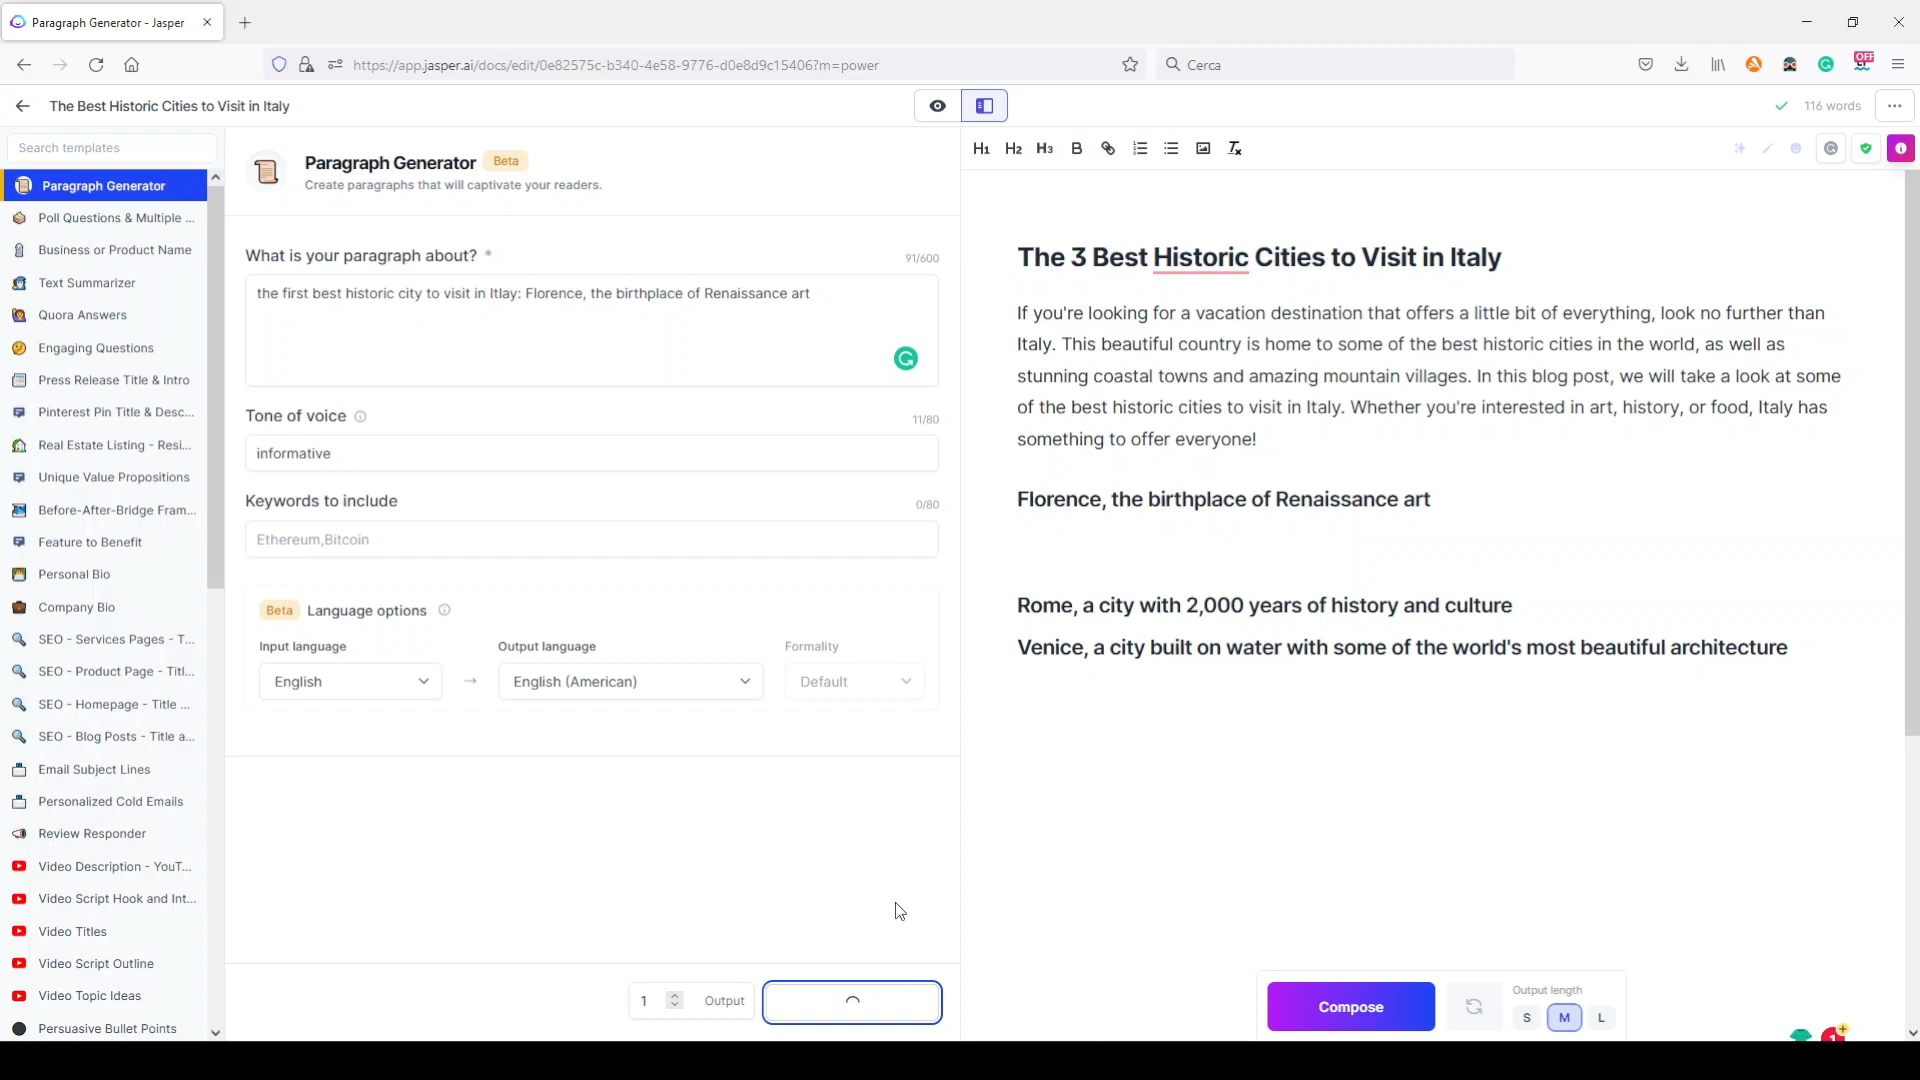 Paragraph Generator - Jasper
https://app.jasper.ai/docs/edit/0e82575c-b340-4e58-9776-d0e8d9c15406?m=power
Cerca
OFF
The Best Historic Cities to Visit in Italy
116 words
Search templates
Paragraph Generator
Poll Questions & Multiple ...
Business or Product Name
Text Summarizer
Quora Answers
Engaging Questions
Press Release Title & Intro
Pinterest Pin Title & Desc...
Real Estate Listing - Resi...
Unique Value Propositions
Before-After-Bridge Fram...
Feature to Benefit
Personal Bio
Company Bio
SEO - Services Pages - T...
SEO - Product Page - Titl...
SEO - Homepage - Title ...
SEO - Blog Posts - Title a...
Email Subject Lines
Personalized Cold Emails
Review Responder
Video Description - YouT...
Video Script Hook and Int...
Video Titles
Video Script Outline
Video Topic Ideas
Persuasive Bullet Points
Paragraph Generator Beta
Create paragraphs that will captivate your readers.
What is your paragraph about? *
91/600
the first best historic city to visit in Itlay: Florence, the birthplace of Renaissance art
Tone of voice
11/80
informative
Keywords to include
0/80
Ethereum,Bitcoin
Beta Language options
Input language Output language Formality
English → English (American) Default
1 Output
H1 H2 H3 B
The 3 Best Historic Cities to Visit in Italy
If you're looking for a vacation destination that offers a little bit of everything, look no further than
Italy. This beautiful country is home to some of the best historic cities in the world, as well as
stunning coastal towns and amazing mountain villages. In this blog post, we will take a look at some
of the best historic cities to visit in Italy. Whether you're interested in art, history, or food, Italy has
something to offer everyone!
Florence, the birthplace of Renaissance art
Rome, a city with 2,000 years of history and culture
Venice, a city built on water with some of the world's most beautiful architecture
Compose
Output length
S M L